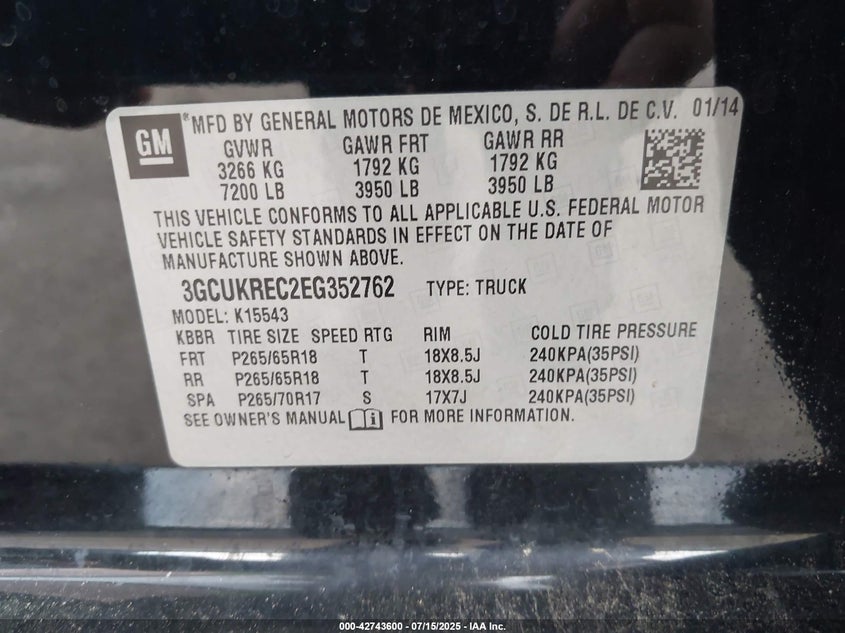 GM
*MFD BY GENERAL MOTORS DE MEXICO, S. DE R.L. DE C.V. 01/14
GVWR GAWR FRT GAWR RR
3266 KG 1792 KG 1792 KG
7200 LB 3950 LB 3950 LB
THIS VEHICLE CONFORMS TO ALL APPLICABLE U.S. FEDERAL MOTOR
VEHICLE SAFETY STANDARDS IN EFFECT ON THE DATE OF
MANUFACTURE SHOWN ABOVE.
3GCUKREC2EG352762 TYPE: TRUCK
MODEL: K15543
KBBR TIRE SIZE SPEED RTG RIM COLD TIRE PRESSURE
FRT P265/65R18 T 18X8.5J 240KPA(35PSI)
RR P265/65R18 T 18X8.5J 240KPA(35PSI)
SPA P265/70R17 S 17X7J 240KPA(35PSI)
SEE OWNER'S MANUAL i FOR MORE INFORMATION.
000-42743600 - 07/15/2025 - IAA Inc.